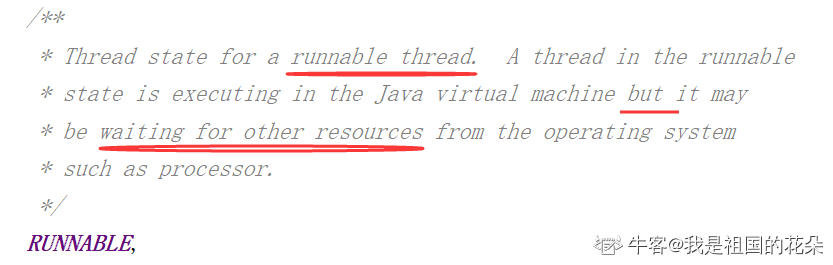 /**
* Thread state for a runnable thread.  A thread in the runnable
* state is executing in the Java virtual machine but it may
* be waiting for other resources from the operating system
* such as processor.
*/
RUNNABLE,
牛客@我是祖国的花朵